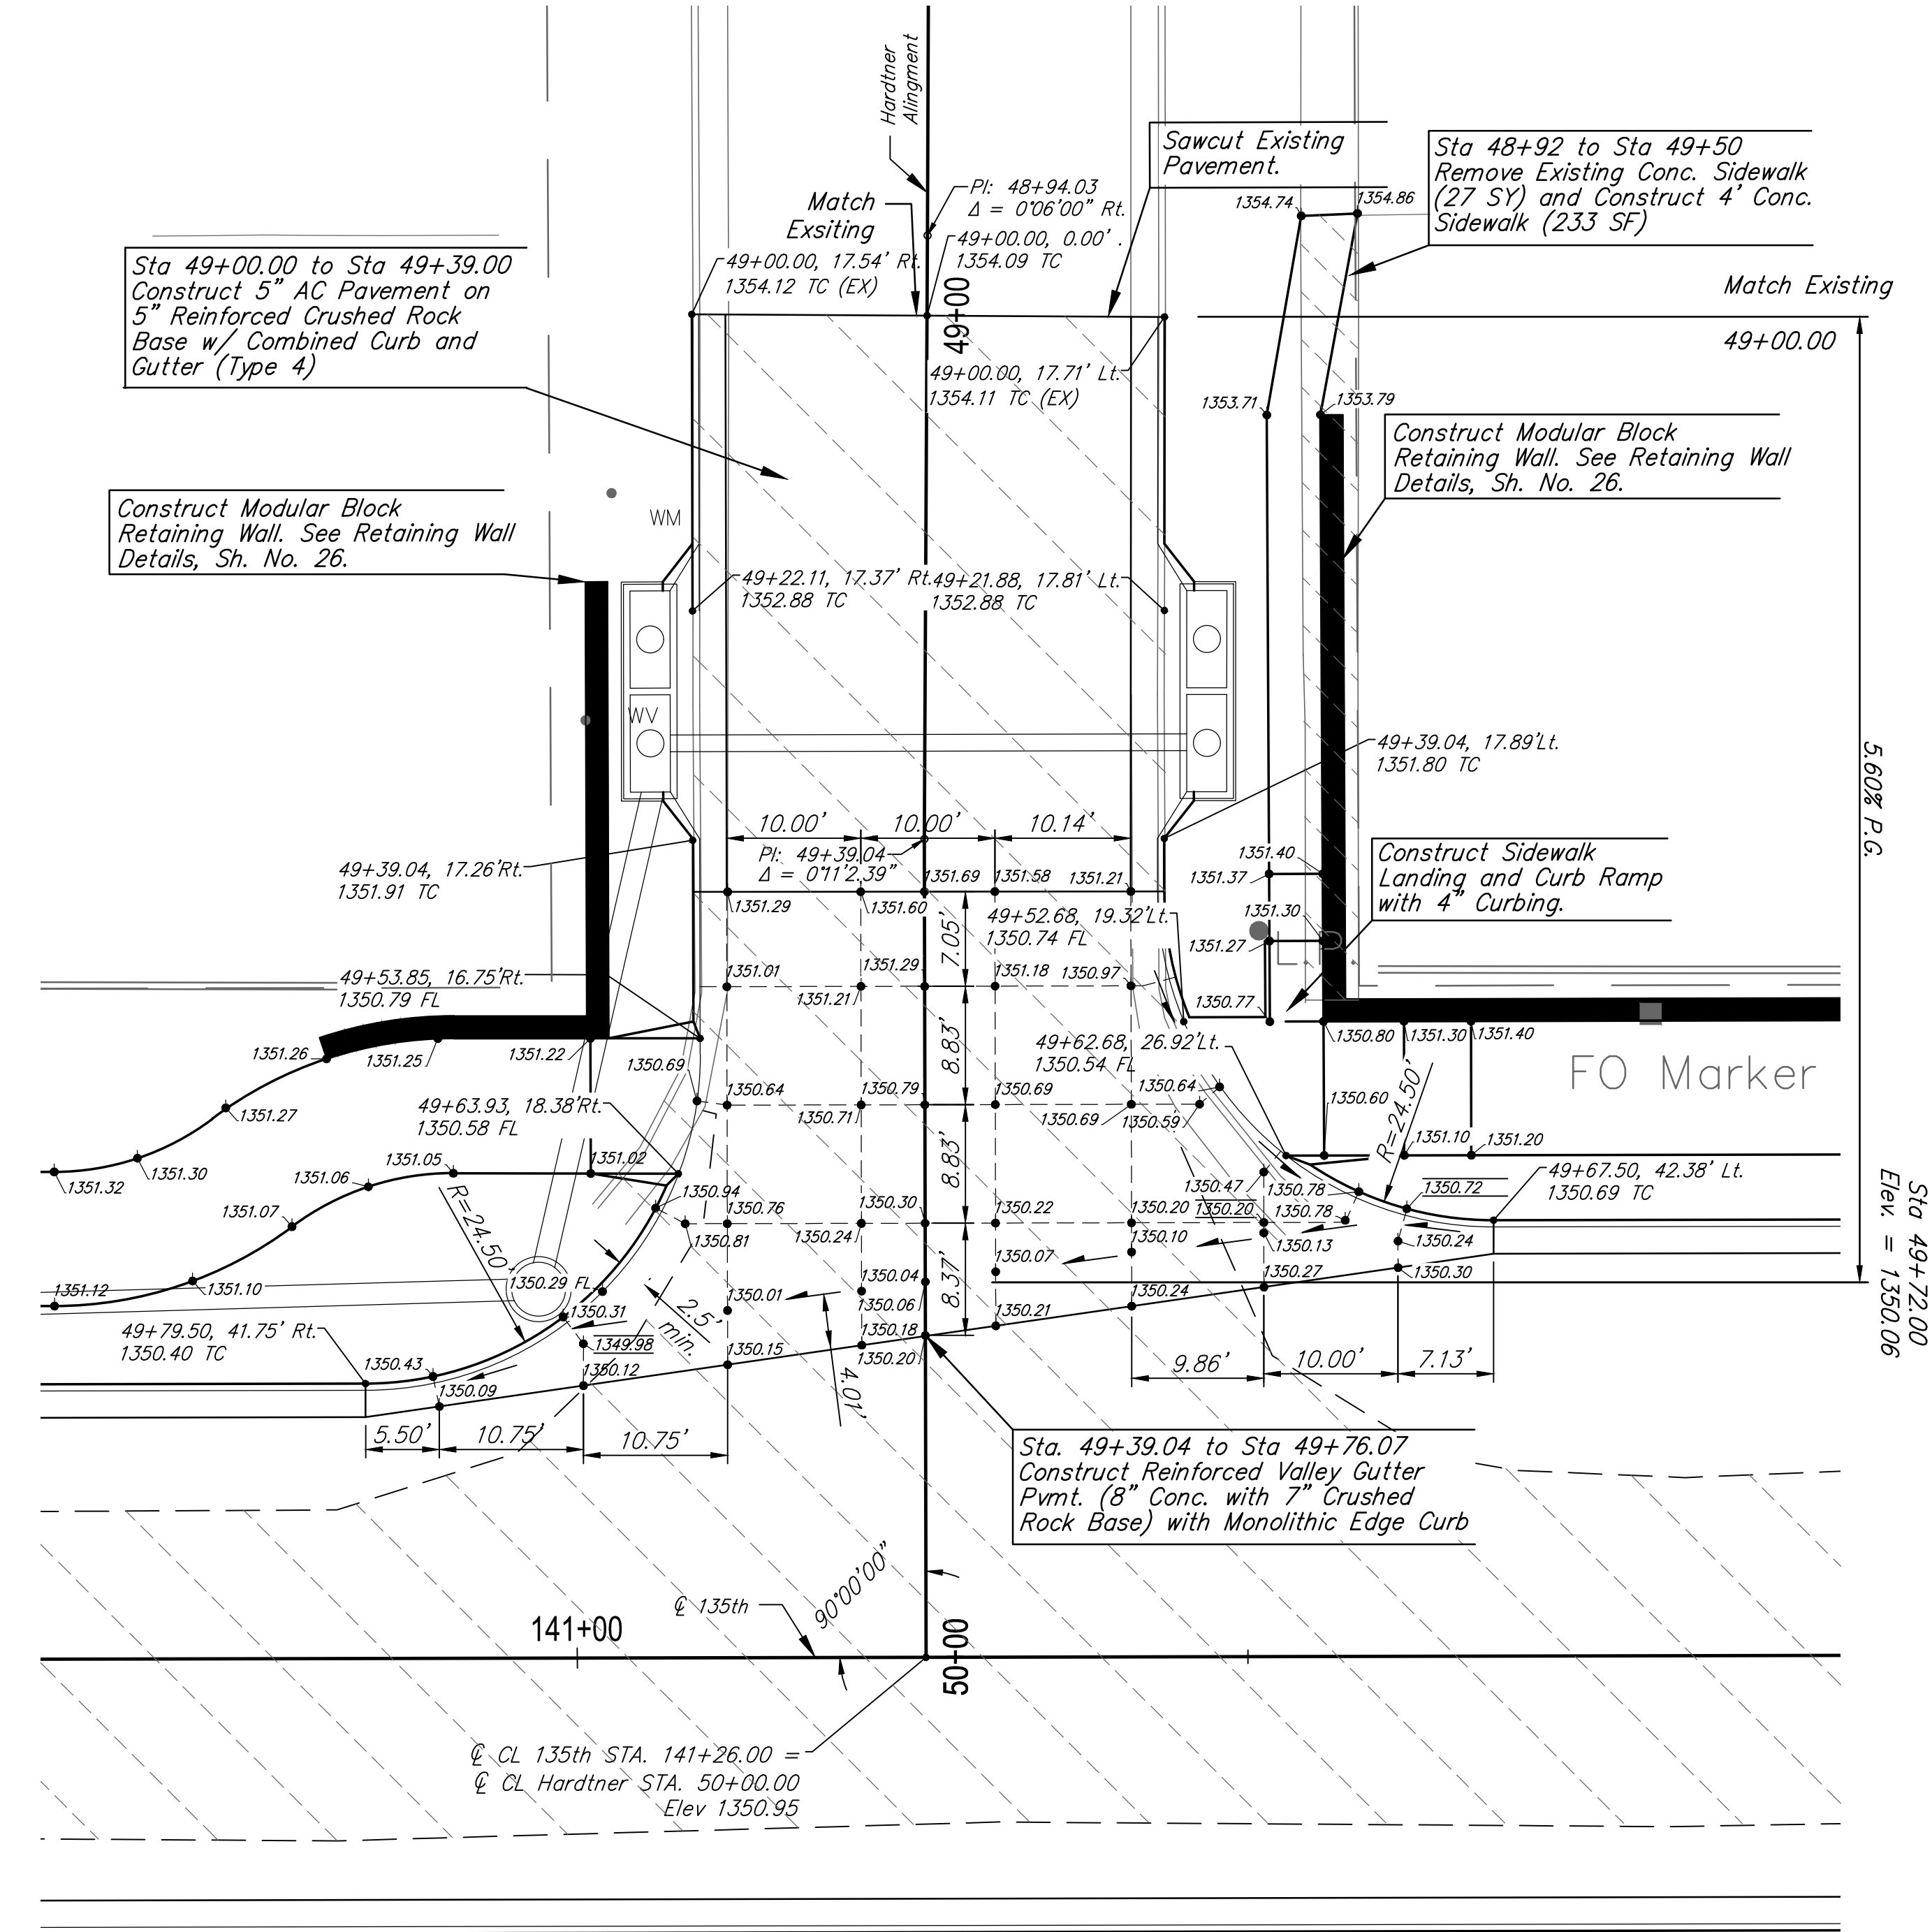 Hardtner
Alingment
Sawcut Existing
Pavement.
Sta 48+92 to Sta 49+50
Remove Existing Conc. Sidewalk
(27 SY) and Construct 4' Conc.
Sidewalk (233 SF)
PI: 48+94.03
Δ = 0°06'00" Rt.
Match
Exsiting
49+00.00, 0.00' .
1354.09 TC
1354.74
1354.86
49+00.00, 17.54' Rt.
1354.12 TC (EX)
Sta 49+00.00 to Sta 49+39.00
Construct 5" AC Pavement on
5" Reinforced Crushed Rock
Base w/ Combined Curb and
Gutter (Type 4)
Match Existing
49+00.00
49+00
49+00.00, 17.71' Lt.
1354.11 TC (EX)
1353.71
1353.79
Construct Modular Block
Retaining Wall. See Retaining Wall
Details, Sh. No. 26.
Construct Modular Block
Retaining Wall. See Retaining Wall
Details, Sh. No. 26.
WM
49+22.11, 17.37' Rt.
1352.88 TC
49+21.88, 17.81' Lt.
1352.88 TC
WV
49+39.04, 17.89'Lt.
1351.80 TC
5.60% P.G.
10.00'
10.00'
10.14'
PI: 49+39.04
Δ = 0°11'2.39"
49+39.04, 17.26'Rt.
1351.91 TC
1351.69
1351.58
1351.21
1351.40
1351.37
Construct Sidewalk
Landing and Curb Ramp
with 4" Curbing.
1351.29
1351.60
1351.30
49+52.68, 19.32'Lt.
1350.74 FL
7.05'
1351.27
49+53.85, 16.75'Rt.
1350.79 FL
1351.01
1351.29
1351.18
1350.97
1351.21
1350.77
1350.80
1351.30
1351.40
1351.26
1351.25
1351.22
1350.69
8.83'
49+62.68, 26.92'Lt.
1350.54 FL
FO Marker
1350.64
1350.79
1350.69
1350.64
1350.71
1350.69
1350.59
1350.60
R=24.50'
1351.27
49+63.93, 18.38'Rt.
1350.58 FL
8.83'
1351.10
1351.20
1351.32
1351.30
1351.06
1351.05
1351.02
49+67.50, 42.38' Lt.
1350.69 TC
1350.94
1350.47
1350.78
1350.72
1351.07
R=24.50'
1350.76
1350.30
1350.22
1350.20
1350.20
1350.78
1350.81
1350.24
1350.10
1350.13
1350.24
Sta 49+72.00
Elev. = 1350.06
1351.12
1351.10
1350.29 FL
1350.07
1350.04
1350.27
1350.30
8.37'
1350.31
2.5'
min.
1350.01
1350.06
1350.24
1350.21
49+79.50, 41.75' Rt.
1350.40 TC
1349.98
1350.18
1350.43
1350.12
1350.15
1350.20
4.01'
9.86'
10.00'
7.13'
1350.09
5.50'
10.75'
10.75'
Sta. 49+39.04 to Sta 49+76.07
Construct Reinforced Valley Gutter
Pvmt. (8" Conc. with 7" Crushed
Rock Base) with Monolithic Edge Curb
90°00'00"
℄ 135th
141+00
50-00
℄ CL 135th STA. 141+26.00 =
℄ CL Hardtner STA. 50+00.00
Elev 1350.95